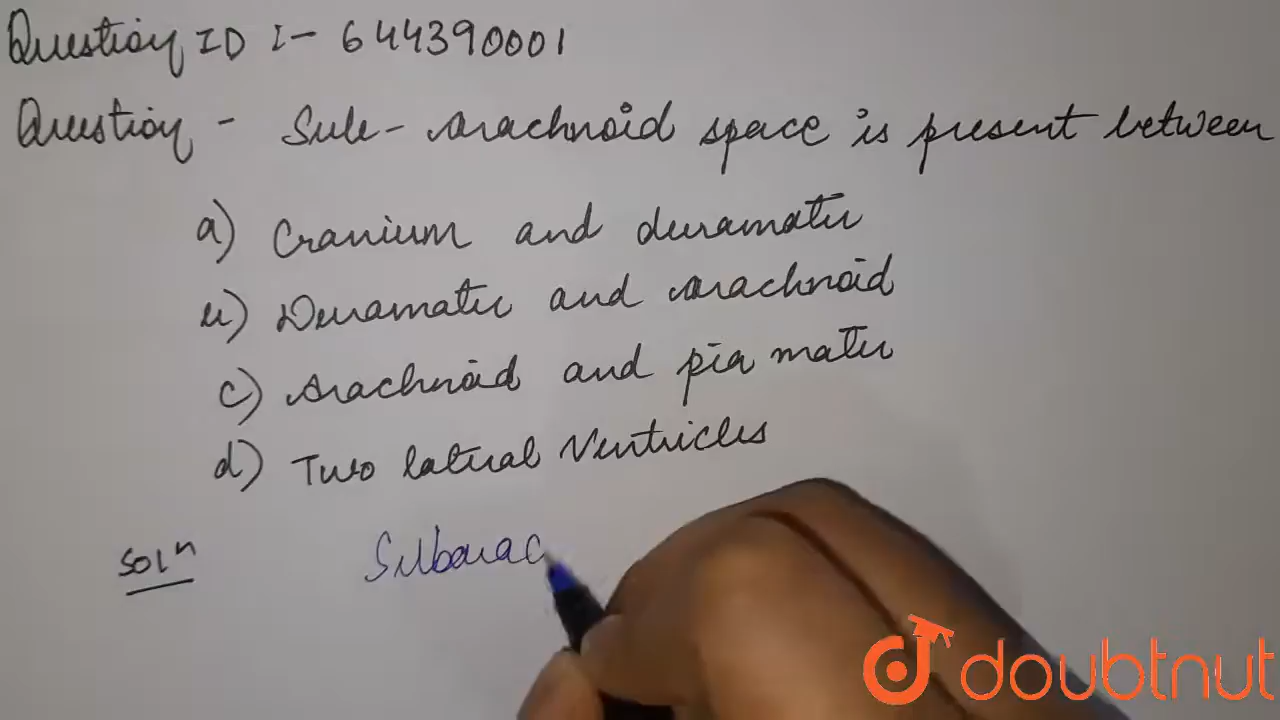 Question ID :- 644390001
Question - Sub-arachnoid space is present between
a) Cranium and duramater
b) Duramater and arachnoid
c) Arachnoid and pia mater
d) Two lateral Ventricles
Solⁿ Subarac
doubtnut